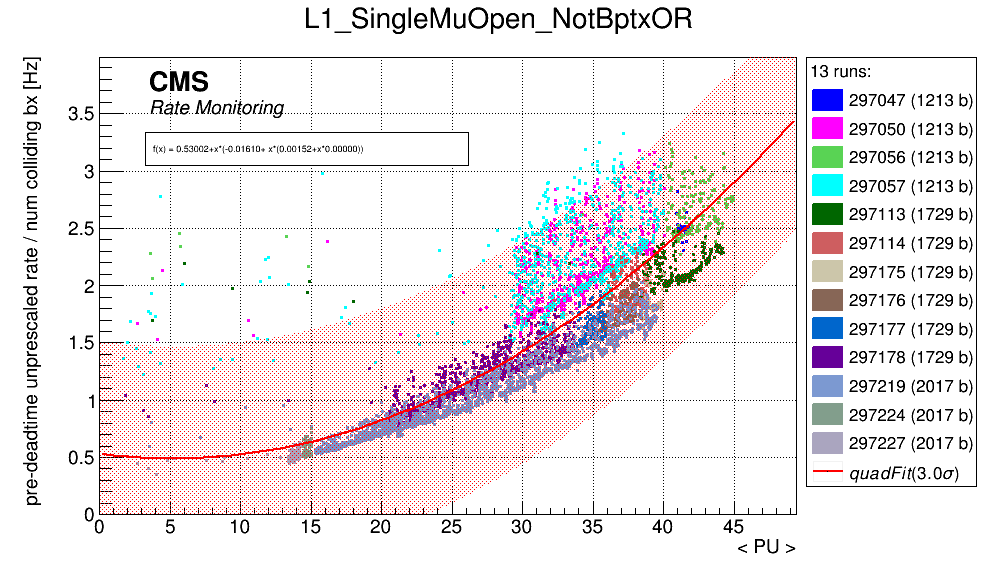 L1_SingleMuOpen_NotBptxOR
pre-deadtime unprescaled rate / num colliding bx [Hz]
CMS
Rate Monitoring
f(x) = 0.53002+x*(-0.01610+ x*(0.00152+x*0.00000))
3.5
3
2.5
2
1.5
1
0.5
0
0 5 10 15 20 25 30 35 40 45
< PU >
13 runs:
297047 (1213 b)
297050 (1213 b)
297056 (1213 b)
297057 (1213 b)
297113 (1729 b)
297114 (1729 b)
297175 (1729 b)
297176 (1729 b)
297177 (1729 b)
297178 (1729 b)
297219 (2017 b)
297224 (2017 b)
297227 (2017 b)
quadFit(3.0σ)